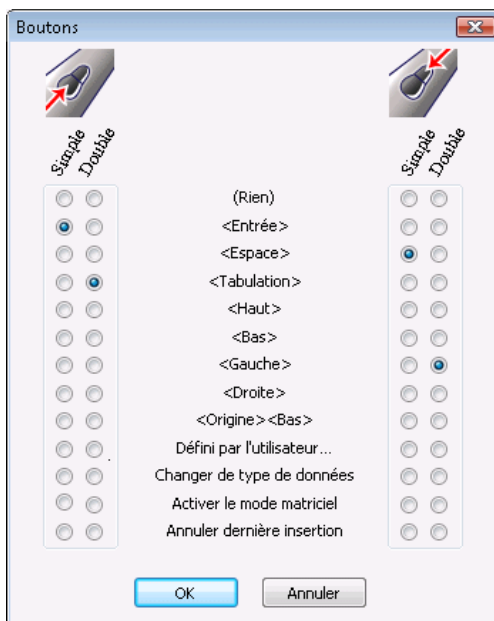 Boutons
Simple Double
Simple Double
(Rien)
<Entrée>
<Espace>
<Tabulation>
<Haut>
<Bas>
<Gauche>
<Droite>
<Origine><Bas>
Défini par l'utilisateur...
Changer de type de données
Activer le mode matriciel
Annuler dernière insertion
OK
Annuler